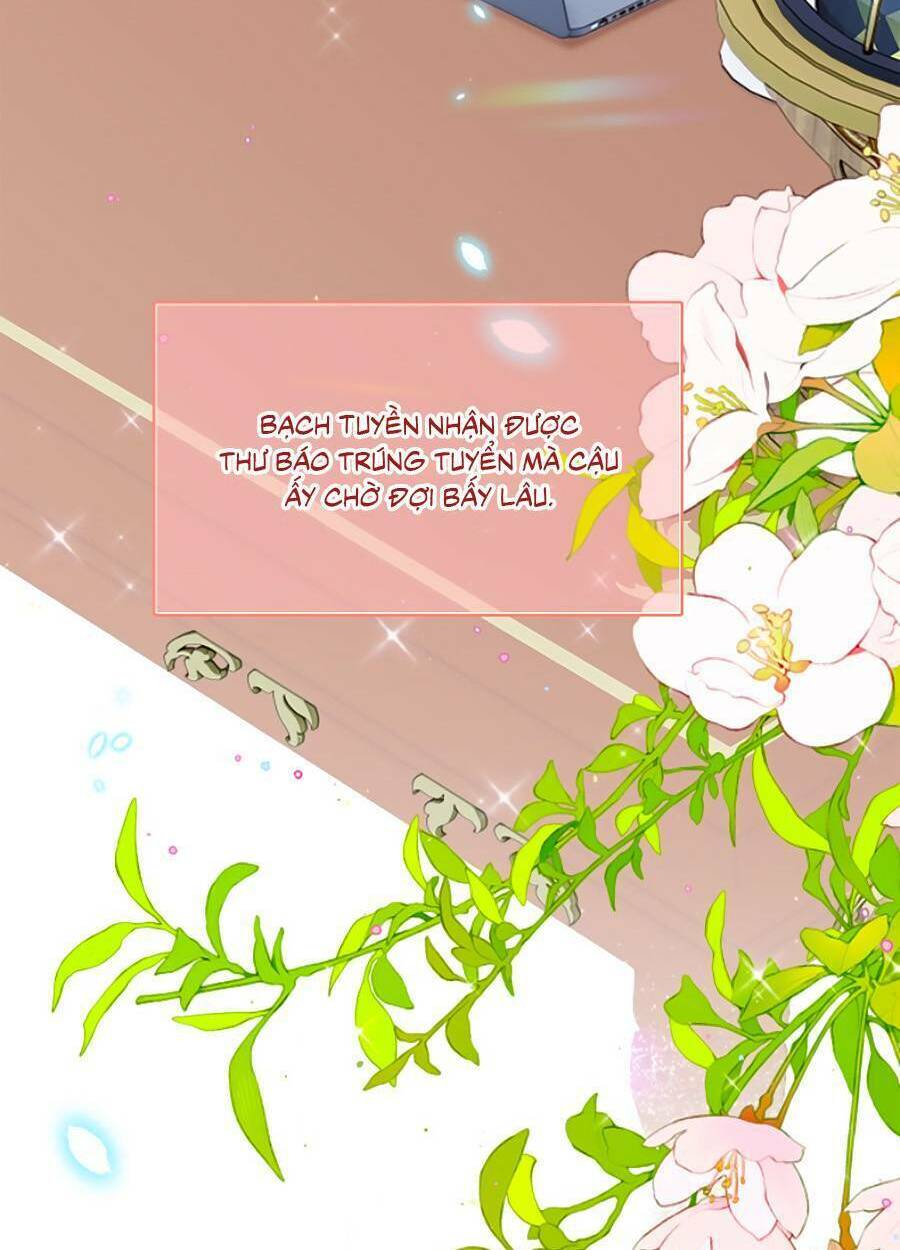 BẠCH TUYỀN NHẬN ĐƯỢC
THƯ BÁO TRÚNG TUYỂN MÀ CẬU
ẤY CHỜ ĐỢI BẤY LÂU.